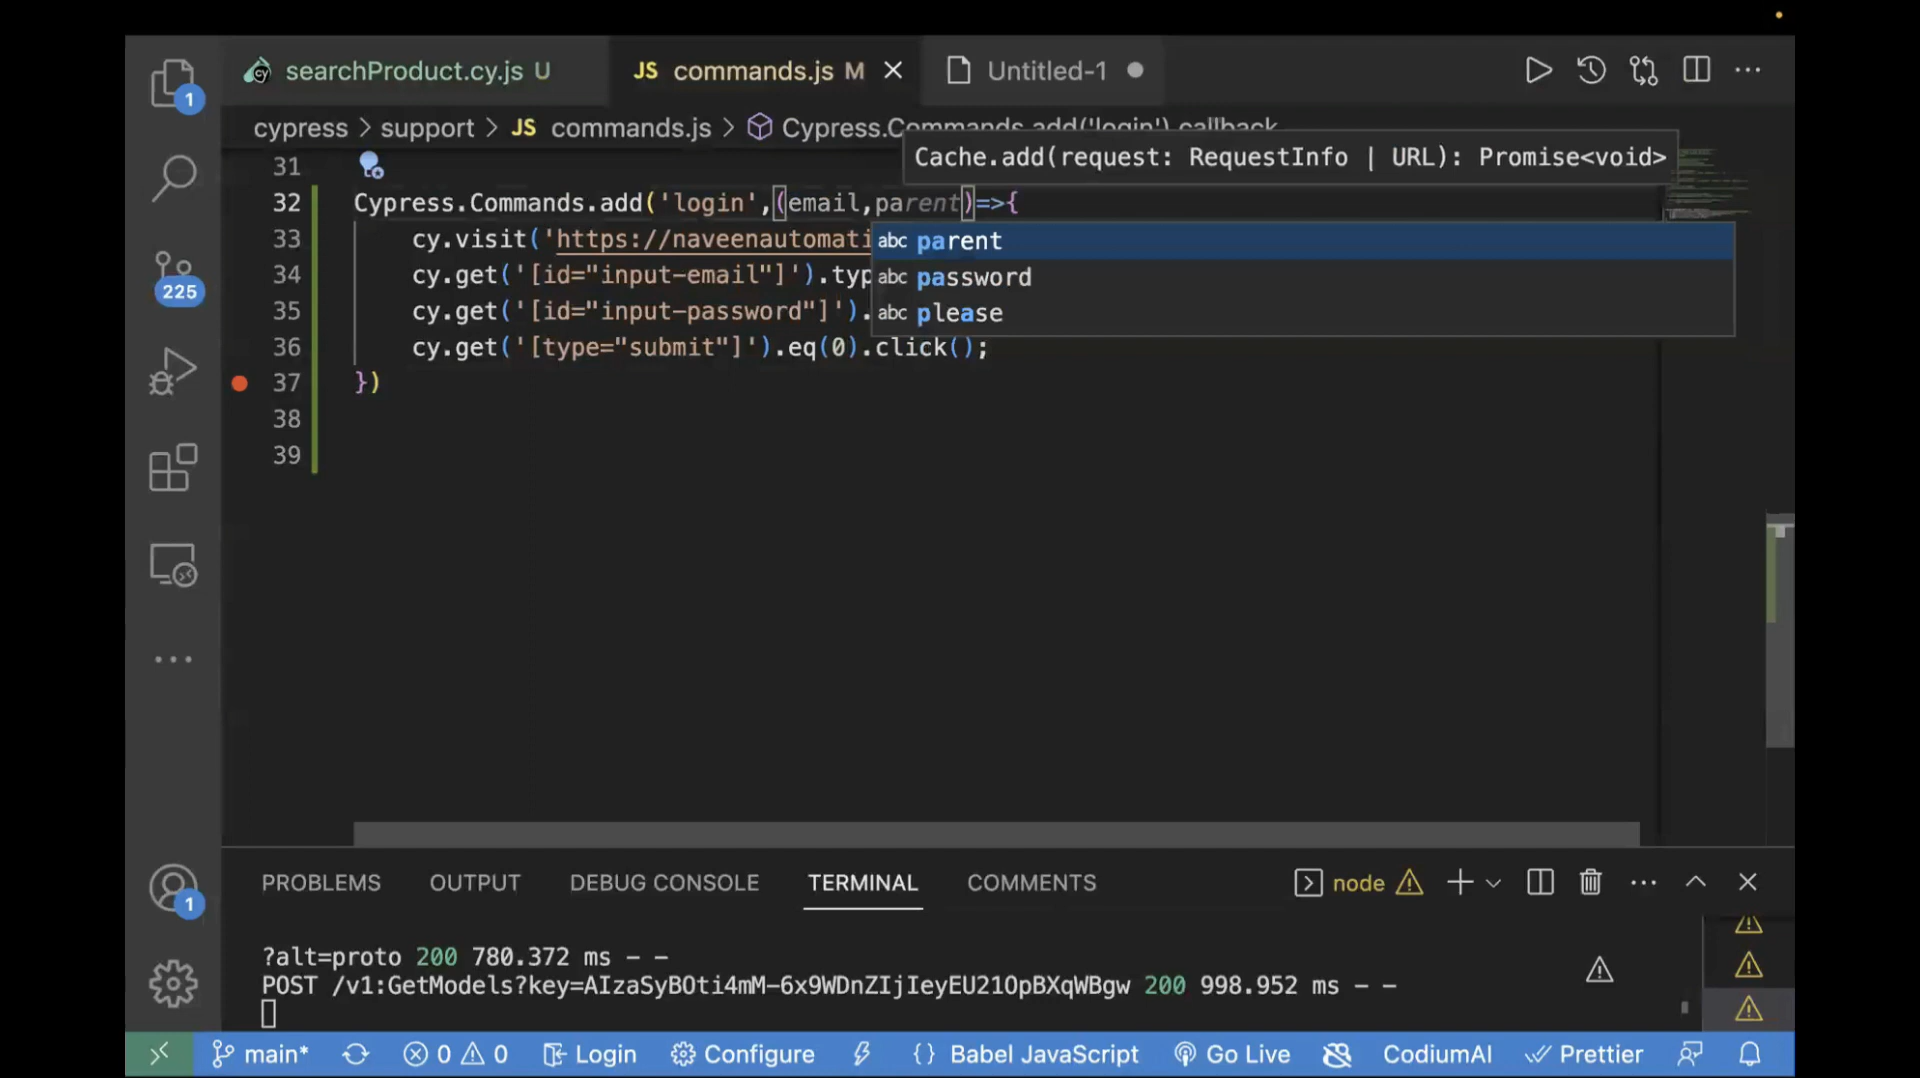 searchProduct.cy.js U
JS commands.js M
Untitled-1
1
cypress > support > JS commands.js > Cypress.Commands.add('login') callback
Cache.add(request: RequestInfo | URL): Promise<void>
31
32 Cypress.Commands.add('login',(email,parent)=>{
33 cy.visit('https://naveenautomati
34 cy.get('[id="input-email"]').typ
35 cy.get('[id="input-password"]').
36 cy.get('[type="submit"]').eq(0).click();
37 })
38
39
abc parent
abc password
abc please
225
1
PROBLEMS OUTPUT DEBUG CONSOLE TERMINAL COMMENTS
node
?alt=proto 200 780.372 ms - -
POST /v1:GetModels?key=AIzaSyBOti4mM-6x9WDnZIjIeyEU21OpBXqWBgw 200 998.952 ms - -
main* 0 0 Login Configure {} Babel JavaScript Go Live CodiumAI Prettier